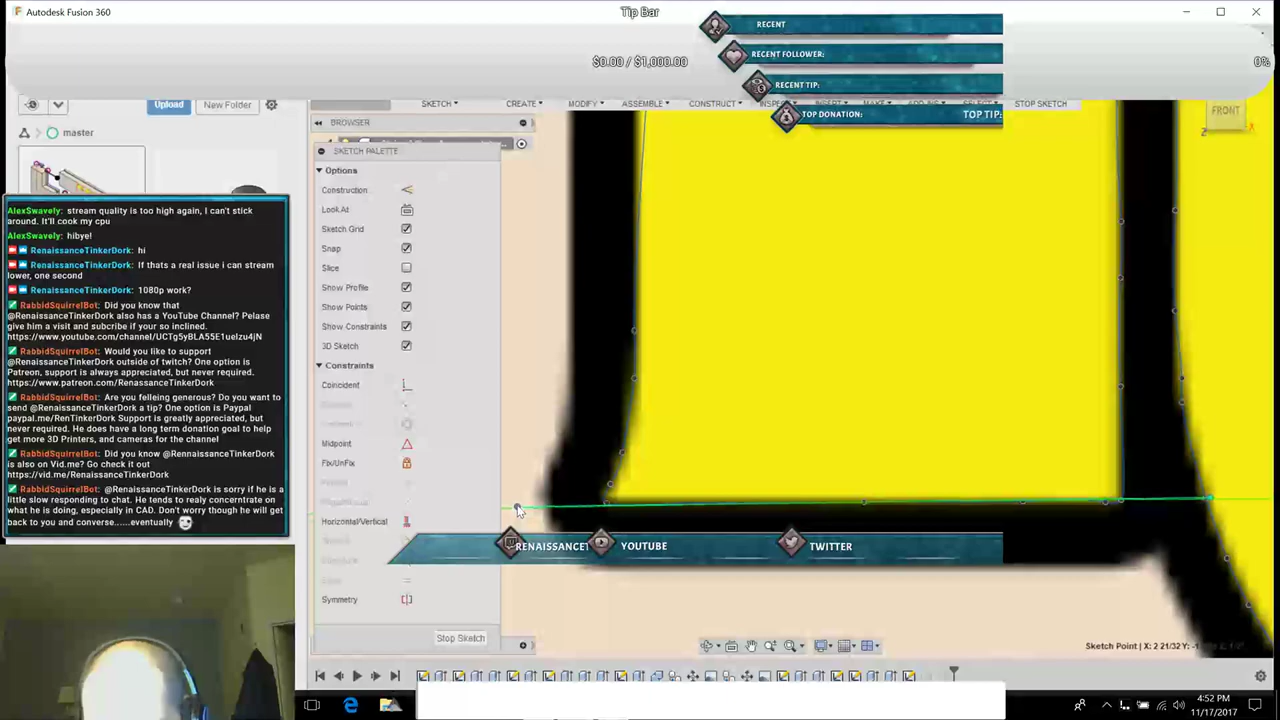 Autodesk Fusion 360
Tip Bar
RECENT
RECENT FOLLOWER:
$0.00 / $1,000.00
0%
RECENT TIP:
TOP DONATION:
TOP TIP:
Upload
New Folder
SKETCH
CREATE
MODIFY
ASSEMBLE
CONSTRUCT
STOP SKETCH
FRONT
BROWSER
master
SKETCH PALETTE
Options
Construction
Look At
Sketch Grid
Snap
Slice
Show Profile
Show Points
Show Constraints
3D Sketch
Constraints
Coincident
Midpoint
Fix/UnFix
Horizontal/Vertical
Symmetry
Stop Sketch
AlexSwavely: stream quality is too high again, I can't stick
around. It'll cook my cpu
AlexSwavely: hibye!
RenaissanceTinkerDork: hi
RenaissanceTinkerDork: If thats a real issue i can stream
lower, one second
RenaissanceTinkerDork: 1080p work?
RabbidSquirrelBot: Did you know that
@RenaissanceTinkerDork also has a YouTube Channel? Pelase
give him a visit and subcribe if your so inclined.
https://www.youtube.com/channel/UCTg5yBLA55E1uelzu4jN
RabbidSquirrelBot: Would you like to support
@RenaissanceTinkerDork outside of twitch? One option is
Patreon, support is always appreciated, but never required.
https://www.patreon.com/RenassanceTinkerDork
RabbidSquirrelBot: Are you felleing generous? Do you want to
send @RenaissanceTinkerDork a tip? One option is Paypal
paypal.me/RenTinkerDork Support is greatly appreciated, but
never required. He does have a long term donation goal to help
get more 3D Printers, and cameras for the channel
RabbidSquirrelBot: Did you know @RennaissanceTinkerDork
is also on Vid.me? Go check it out
https://vid.me/RenaissanceTinkerDork
RabbidSquirrelBot: @RenaissanceTinkerDork is sorry if he is a
little slow responding to chat. He tends to realy concentrate on
what he is doing, especially in CAD. Don't worry though he will get
back to you and converse......eventually
RENAISSANCET
YOUTUBE
TWITTER
Sketch Point | X: 2 21/32 Y:
4:52 PM
11/17/2017